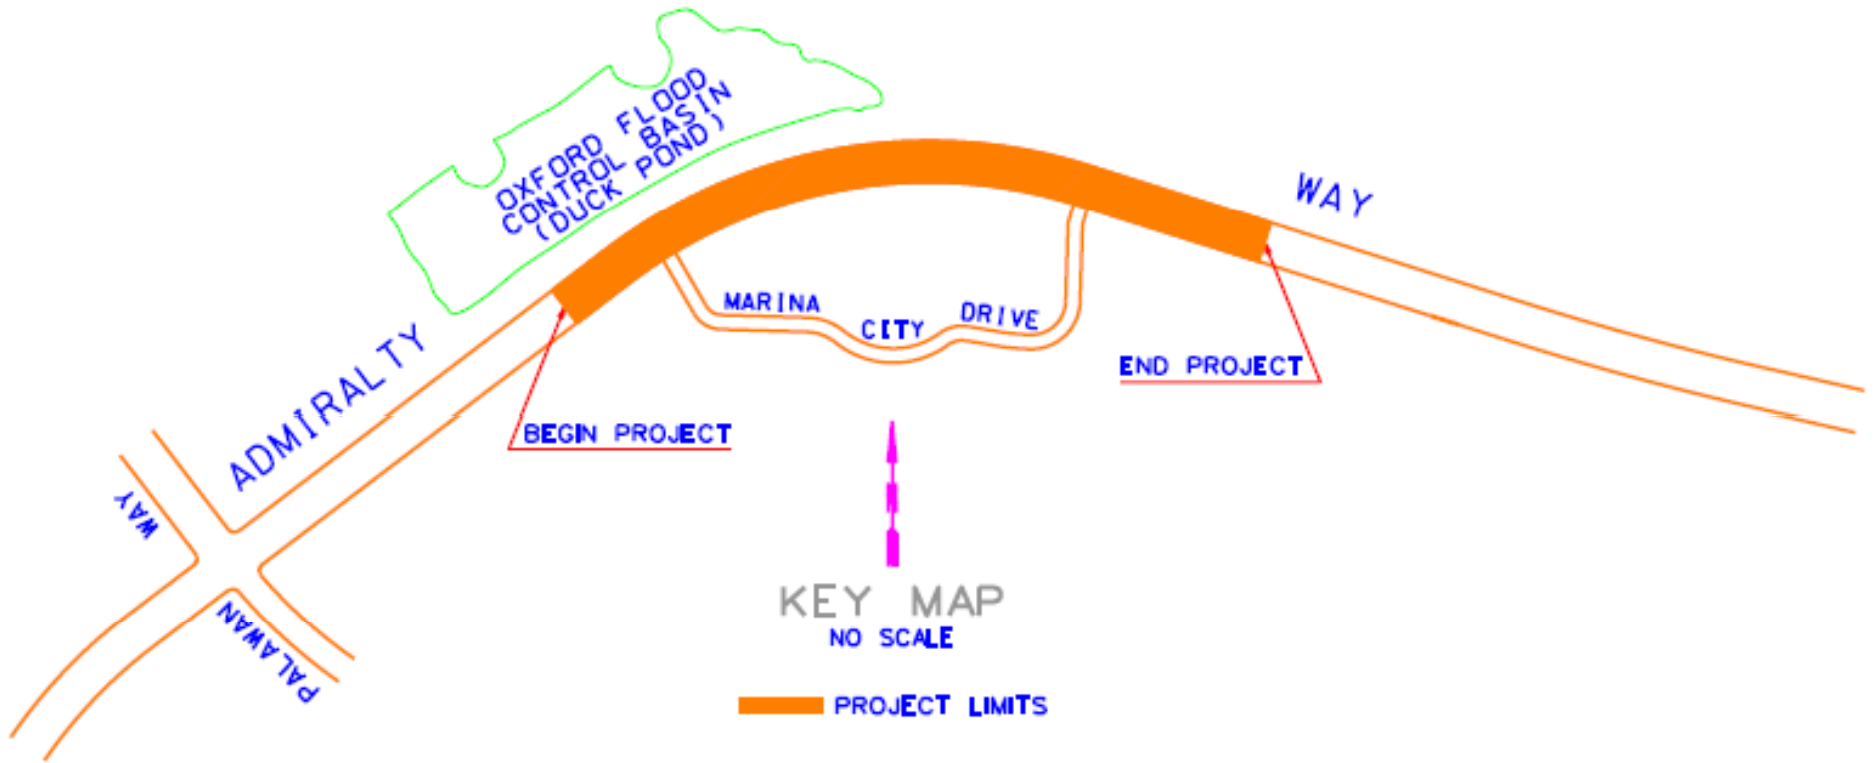 OXFORD FLOOD
CONTROL BASIN
(DUCK POND)
WAY
MARINA CITY DRIVE
ADMIRALTY
END PROJECT
BEGIN PROJECT
WAY
PALAWAN
KEY MAP
NO SCALE
PROJECT LIMITS